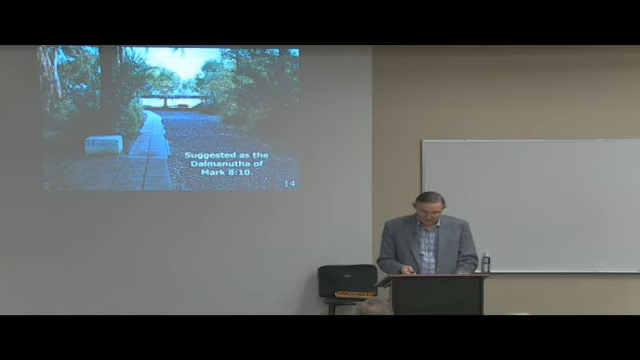 Suggested as the
Dalmanutha of
Mark 8:10.
14